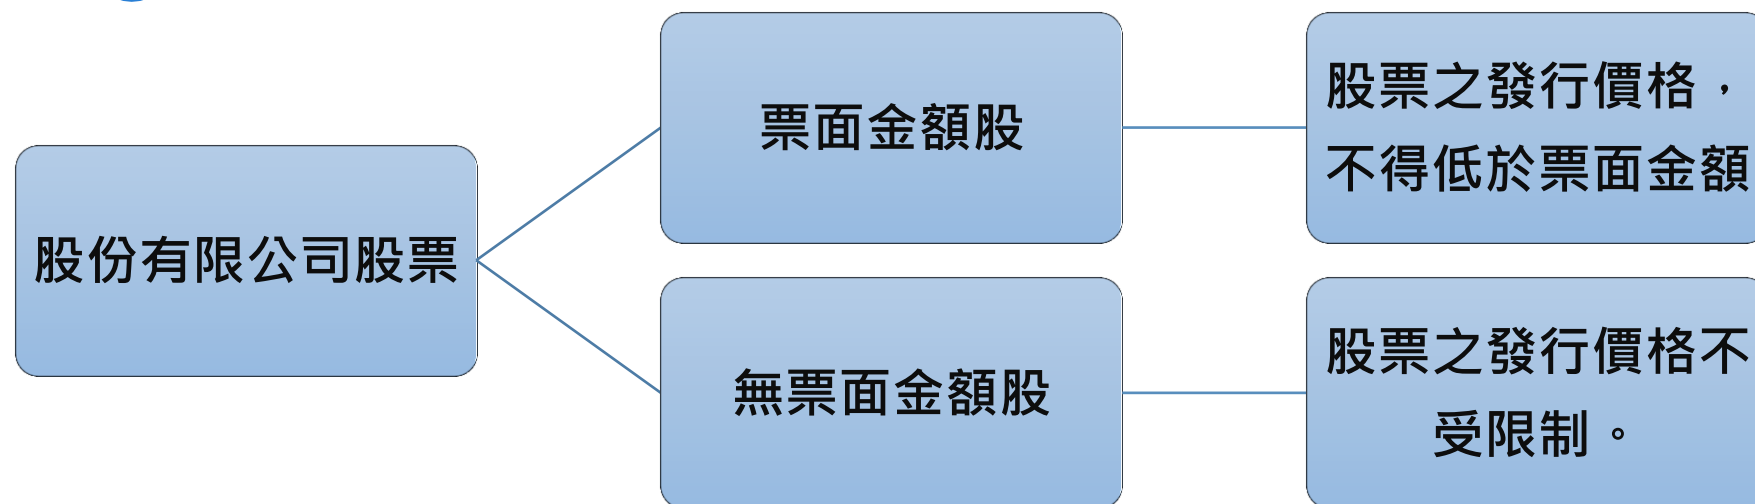 股份有限公司股票
票面金額股
股票之發行價格，
不得低於票面金額
無票面金額股
股票之發行價格不
受限制。